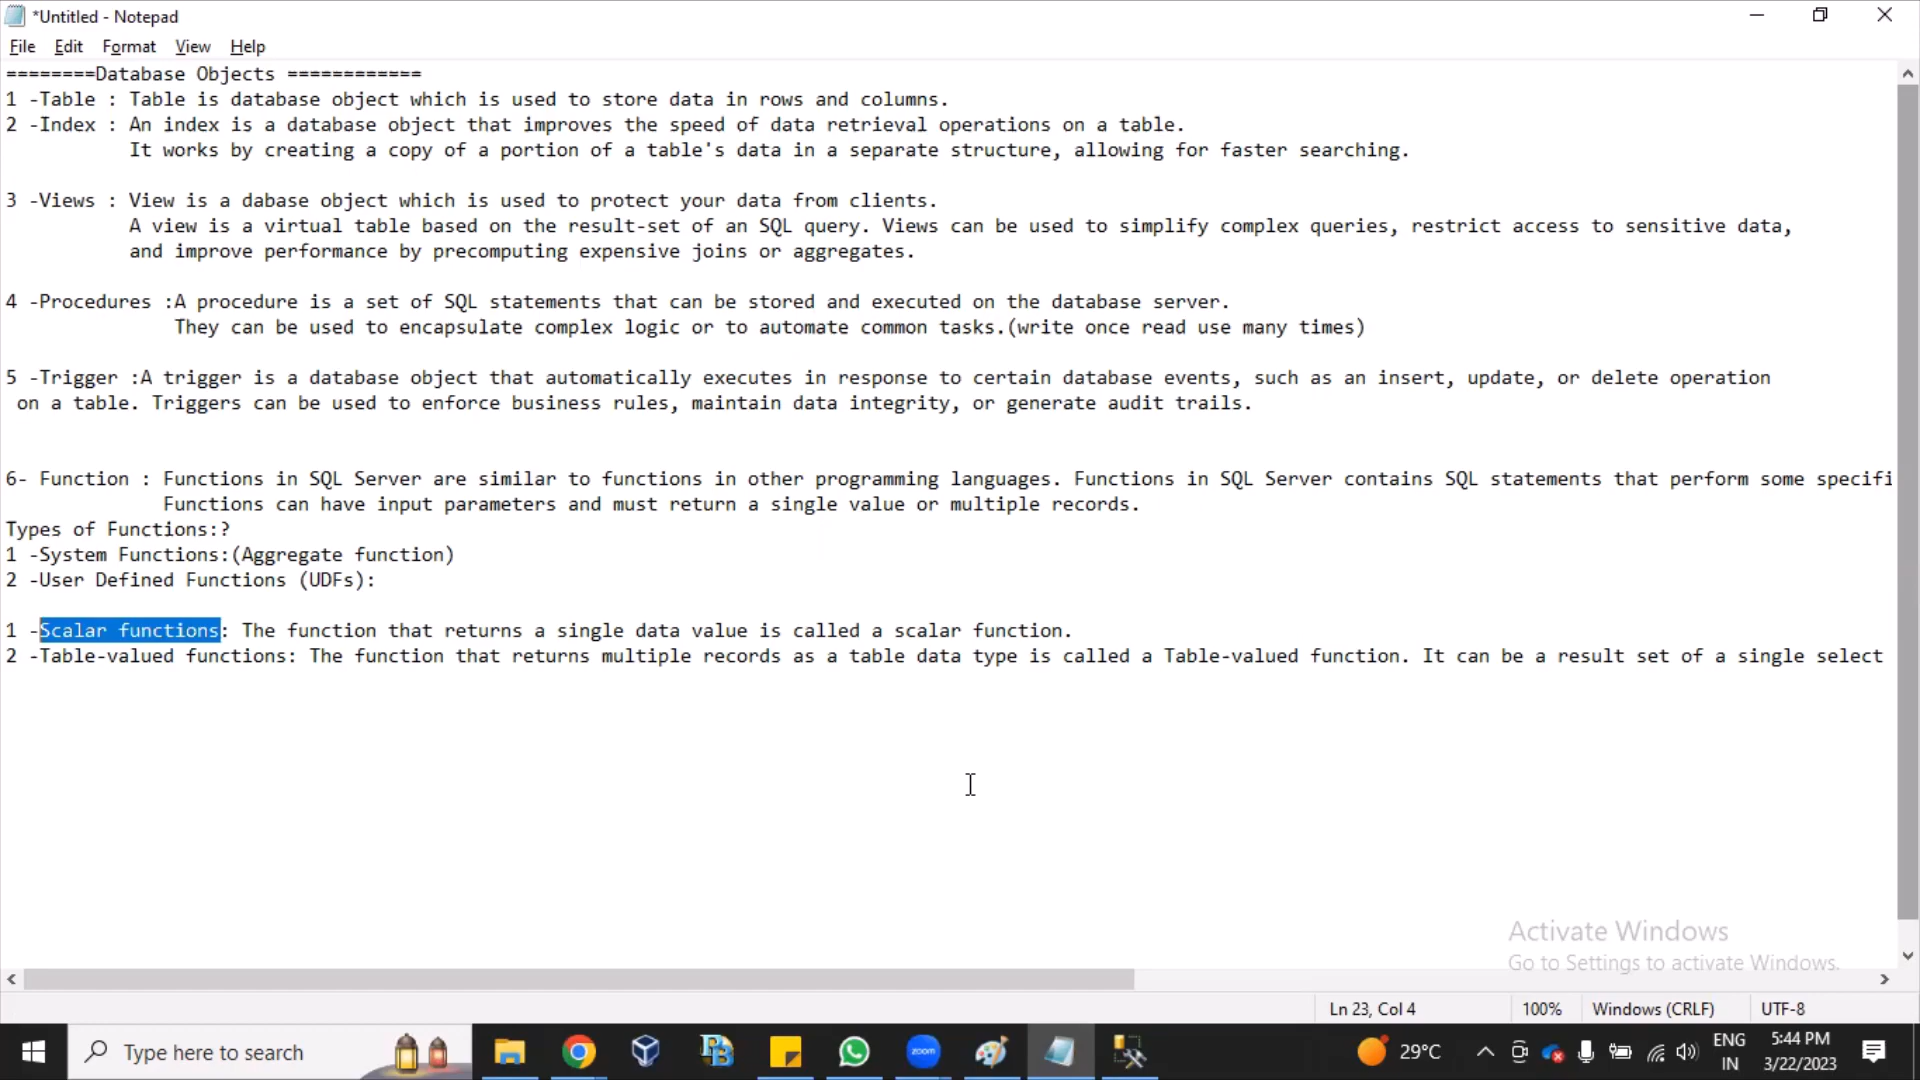 *Untitled - Notepad
File Edit Format View Help
========Database Objects ============
1 -Table : Table is database object which is used to store data in rows and columns.
2 -Index : An index is a database object that improves the speed of data retrieval operations on a table.
It works by creating a copy of a portion of a table's data in a separate structure, allowing for faster searching.
3 -Views : View is a dabase object which is used to protect your data from clients.
A view is a virtual table based on the result-set of an SQL query. Views can be used to simplify complex queries, restrict access to sensitive data,
and improve performance by precomputing expensive joins or aggregates.
4 -Procedures :A procedure is a set of SQL statements that can be stored and executed on the database server.
They can be used to encapsulate complex logic or to automate common tasks.(write once read use many times)
5 -Trigger :A trigger is a database object that automatically executes in response to certain database events, such as an insert, update, or delete operation
on a table. Triggers can be used to enforce business rules, maintain data integrity, or generate audit trails.
6- Function : Functions in SQL Server are similar to functions in other programming languages. Functions in SQL Server contains SQL statements that perform some specifi
Functions can have input parameters and must return a single value or multiple records.
Types of Functions:?
1 -System Functions:(Aggregate function)
2 -User Defined Functions (UDFs):
1 -Scalar functions: The function that returns a single data value is called a scalar function.
2 -Table-valued functions: The function that returns multiple records as a table data type is called a Table-valued function. It can be a result set of a single select
Activate Windows
Go to Settings to activate Windows.
Ln 23, Col 4 100% Windows (CRLF) UTF-8
Type here to search zoom 29°C ENG 5:44 PM
IN 3/22/2023